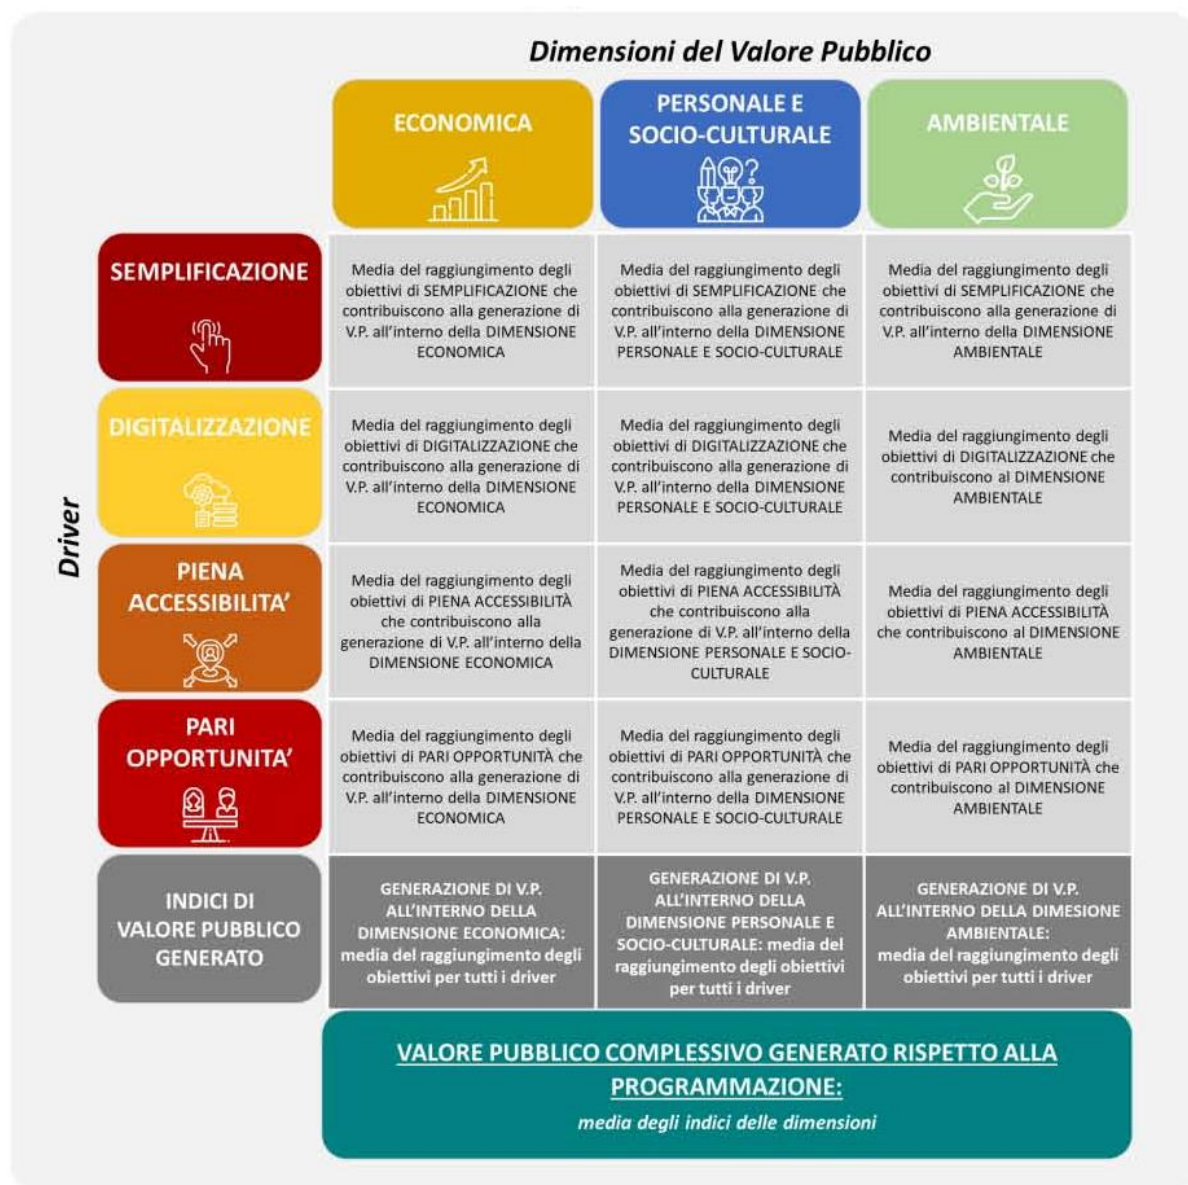 Dimensioni del Valore Pubblico
ECONOMICA
PERSONALE E
SOCIO-CULTURALE
AMBIENTALE
Driver
SEMPLIFICAZIONE
Media del raggiungimento degli
obiettivi di SEMPLIFICAZIONE che
contribuiscono alla generazione di
V.P. all'interno della DIMENSIONE
ECONOMICA
Media del raggiungimento degli
obiettivi di SEMPLIFICAZIONE che
contribuiscono alla generazione di
V.P. all'interno della DIMENSIONE
PERSONALE E SOCIO-CULTURALE
Media del raggiungimento degli
obiettivi di SEMPLIFICAZIONE che
contribuiscono alla generazione di
V.P. all'interno della DIMENSIONE
AMBIENTALE
DIGITALIZZAZIONE
Media del raggiungimento degli
obiettivi di DIGITALIZZAZIONE che
contribuiscono alla generazione di
V.P. all'interno della DIMENSIONE
ECONOMICA
Media del raggiungimento degli
obiettivi di DIGITALIZZAZIONE che
contribuiscono alla generazione di
V.P. all'interno della DIMENSIONE
PERSONALE E SOCIO-CULTURALE
Media del raggiungimento degli
obiettivi di DIGITALIZZAZIONE che
contribuiscono al DIMENSIONE
AMBIENTALE
PIENA
ACCESSIBILITA'
Media del raggiungimento degli
obiettivi di PIENA ACCESSIBILITÀ
che contribuiscono alla
generazione di V.P. all'interno della
DIMENSIONE ECONOMICA
Media del raggiungimento degli
obiettivi di PIENA ACCESSIBILITÀ
che contribuiscono alla
generazione di V.P. all'interno della
DIMENSIONE PERSONALE E SOCIO-
CULTURALE
Media del raggiungimento degli
obiettivi di PIENA ACCESSIBILITÀ
che contribuiscono al DIMENSIONE
AMBIENTALE
PARI
OPPORTUNITA'
Media del raggiungimento degli
obiettivi di PARI OPPORTUNITÀ che
contribuiscono alla generazione di
V.P. all'interno della DIMENSIONE
ECONOMICA
Media del raggiungimento degli
obiettivi di PARI OPPORTUNITÀ che
contribuiscono alla generazione di
V.P. all'interno della DIMENSIONE
PERSONALE E SOCIO-CULTURALE
Media del raggiungimento degli
obiettivi di PARI OPPORTUNITÀ che
contribuiscono al DIMENSIONE
AMBIENTALE
INDICI DI
VALORE PUBBLICO
GENERATO
GENERAZIONE DI V.P.
ALL'INTERNO DELLA
DIMENSIONE ECONOMICA:
media del raggiungimento degli
obiettivi per tutti i driver
GENERAZIONE DI V.P.
ALL'INTERNO DELLA
DIMENSIONE PERSONALE E
SOCIO-CULTURALE: media del
raggiungimento degli obiettivi
per tutti i driver
GENERAZIONE DI V.P.
ALL'INTERNO DELLA DIMESIONE
AMBIENTALE:
media del raggiungimento degli
obiettivi per tutti i driver
VALORE PUBBLICO COMPLESSIVO GENERATO RISPETTO ALLA
PROGRAMMAZIONE:
media degli indici delle dimensioni